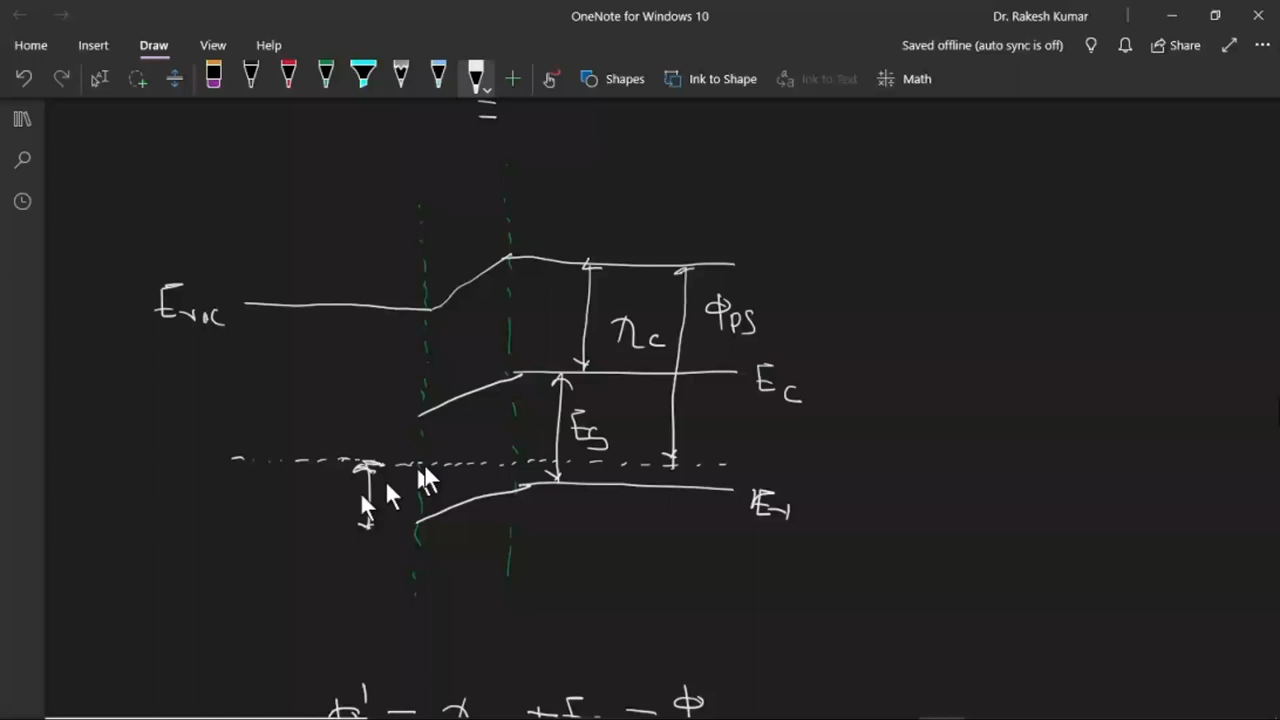 OneNote for Windows 10
Dr. Rakesh Kumar
Home Insert Draw View Help
Saved offline (auto sync is off)
Share
Shapes
Ink to Shape
Ink to Text
Math
=
Evac
ϕps
χc
Ec
Eg
Ev